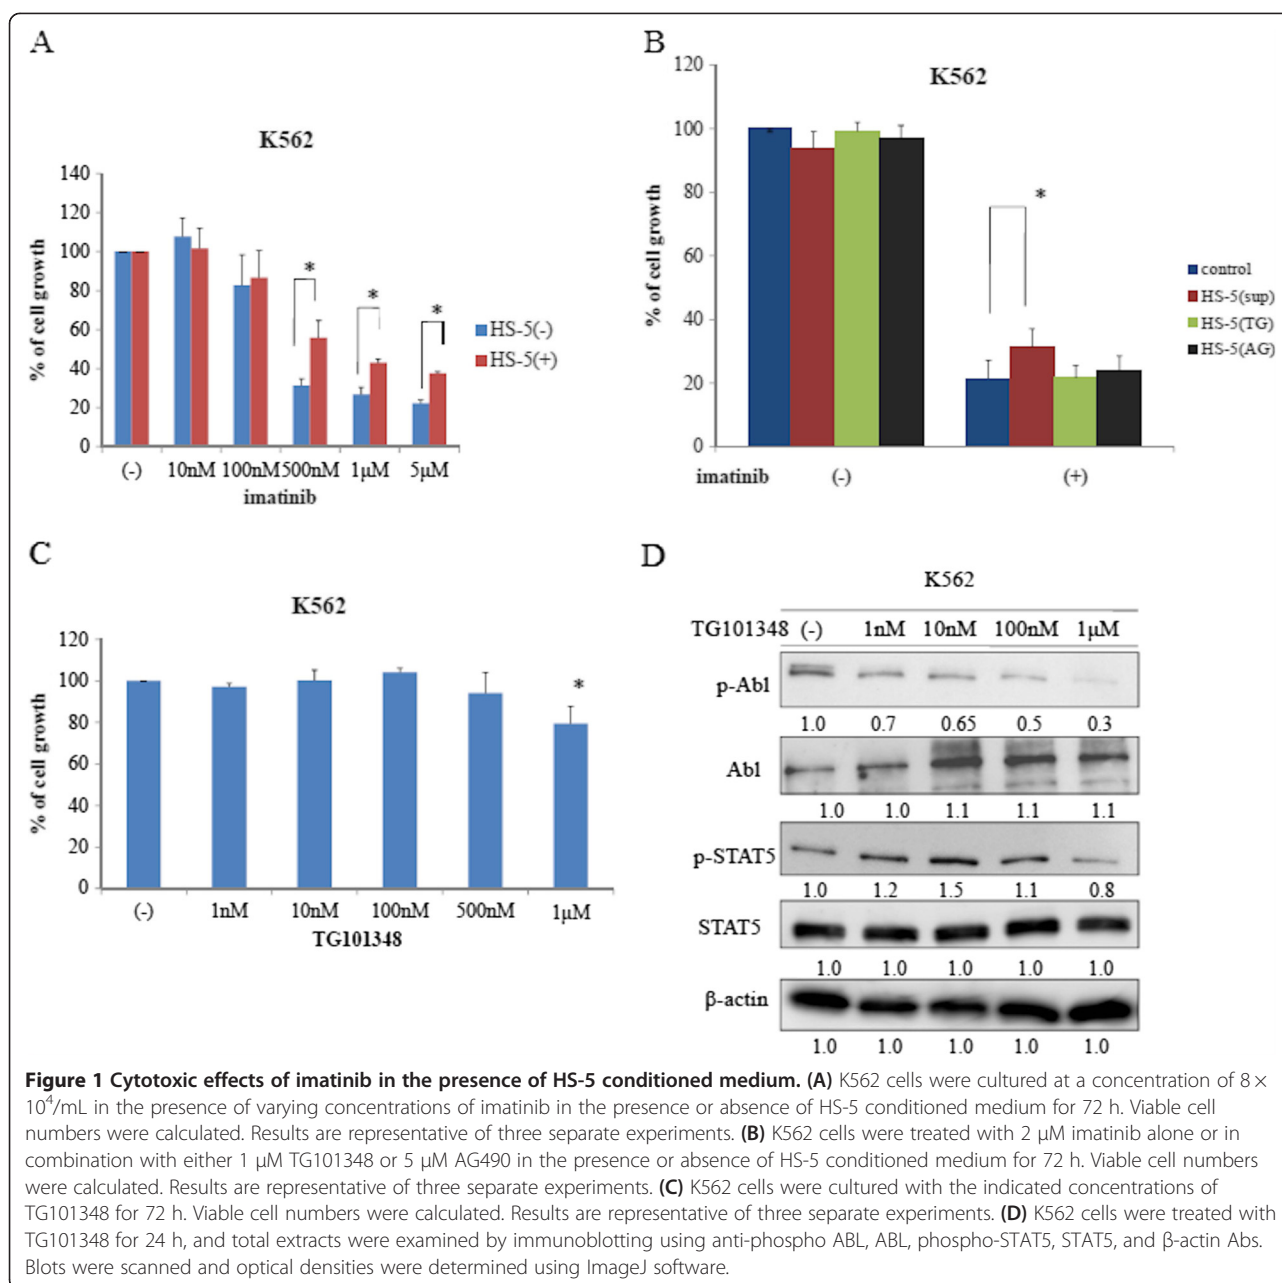 A
K562
% of cell growth
140
120
100
80
60
40
20
0
*
*
*
HS-5(-)
HS-5(+)
(-) 10nM 100nM 500nM 1μM 5μM
imatinib
B
K562
% of cell growth
120
100
80
60
40
20
0
*
control
HS-5(sup)
HS-5(TG)
HS-5(AG)
imatinib (-) (+)
C
K562
% of cell growth
120
100
80
60
40
20
0
*
(-) 1nM 10nM 100nM 500nM 1μM
TG101348
D
K562
TG101348 (-) 1nM 10nM 100nM 1μM
p-Abl
1.0 0.7 0.65 0.5 0.3
Abl
1.0 1.0 1.1 1.1 1.1
p-STAT5
1.0 1.2 1.5 1.1 0.8
STAT5
1.0 1.0 1.0 1.0 1.0
β-actin
1.0 1.0 1.0 1.0 1.0
Figure 1 Cytotoxic effects of imatinib in the presence of HS-5 conditioned medium. (A) K562 cells were cultured at a concentration of 8 ×
10⁴/mL in the presence of varying concentrations of imatinib in the presence or absence of HS-5 conditioned medium for 72 h. Viable cell
numbers were calculated. Results are representative of three separate experiments. (B) K562 cells were treated with 2 μM imatinib alone or in
combination with either 1 μM TG101348 or 5 μM AG490 in the presence or absence of HS-5 conditioned medium for 72 h. Viable cell numbers
were calculated. Results are representative of three separate experiments. (C) K562 cells were cultured with the indicated concentrations of
TG101348 for 72 h. Viable cell numbers were calculated. Results are representative of three separate experiments. (D) K562 cells were treated with
TG101348 for 24 h, and total extracts were examined by immunoblotting using anti-phospho ABL, ABL, phospho-STAT5, STAT5, and β-actin Abs.
Blots were scanned and optical densities were determined using ImageJ software.